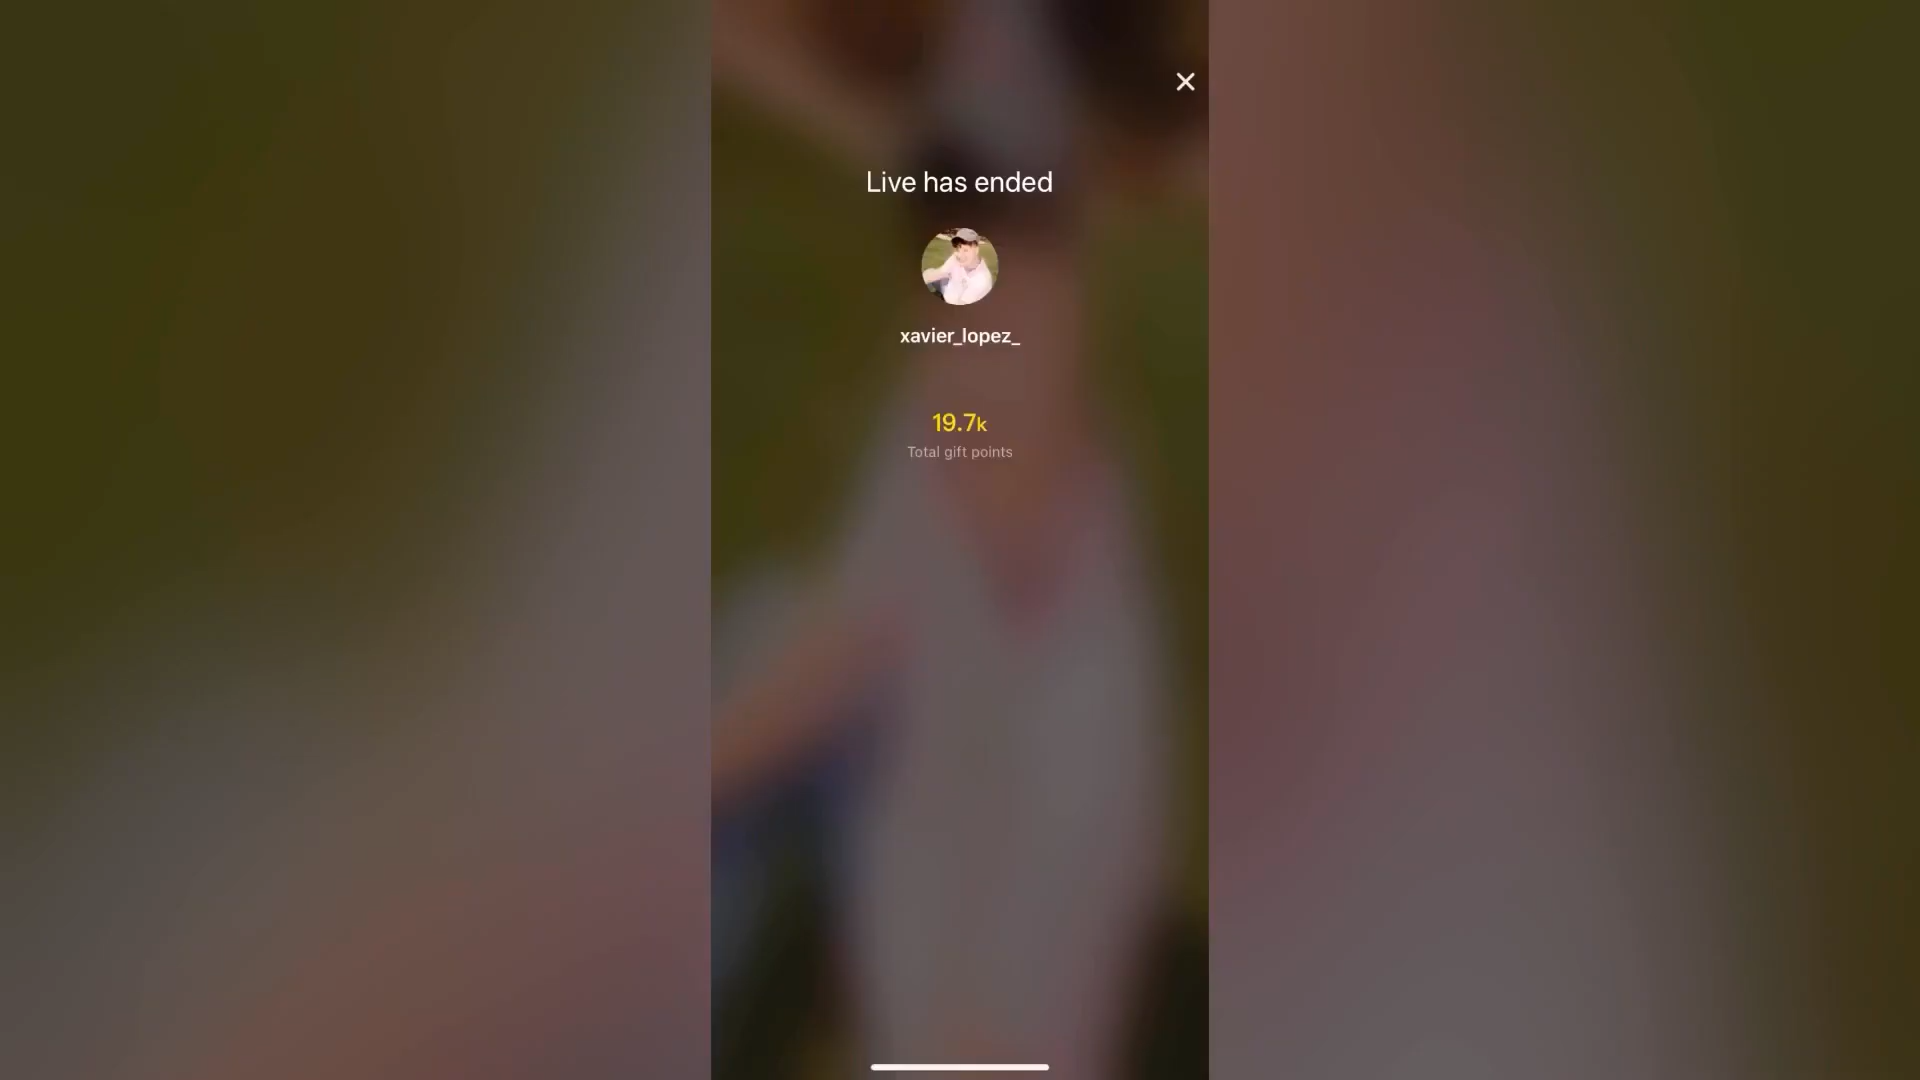 Live has ended
xavier_lopez_
19.7k
Total gift points